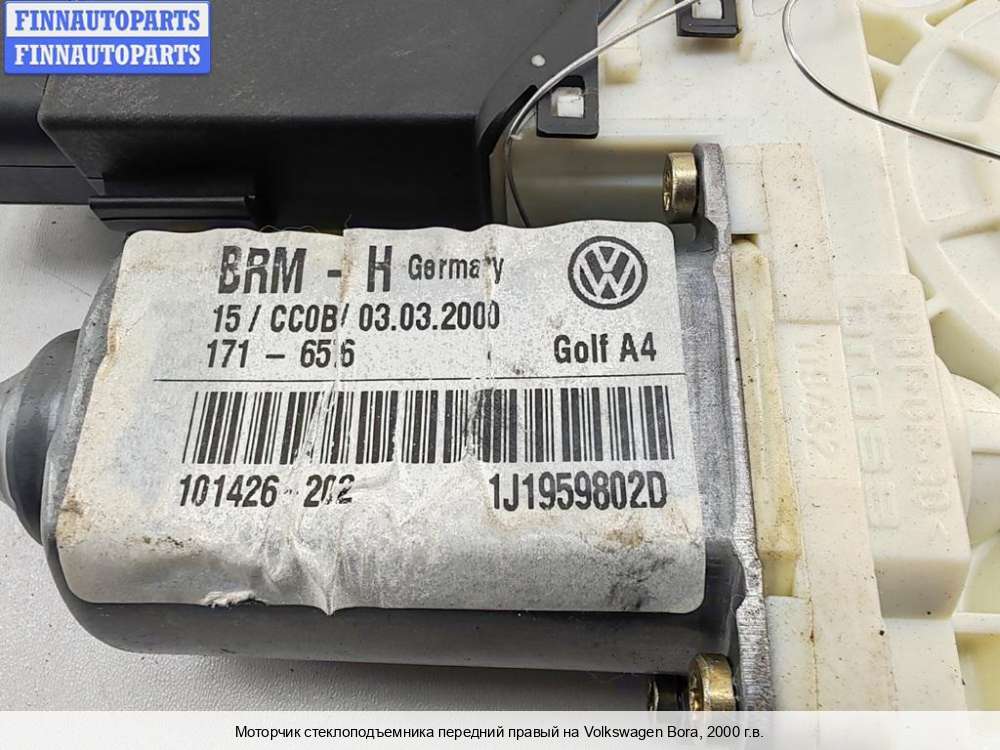 FINNAUTOPARTS
FINNAUTOPARTS
BRM - H Germany
15 / CC0B / 03.03.2000
171 - 656
Golf A4
101426 202
1J1959802D
Моторчик стеклоподъемника передний правый на Volkswagen Bora, 2000 г.в.